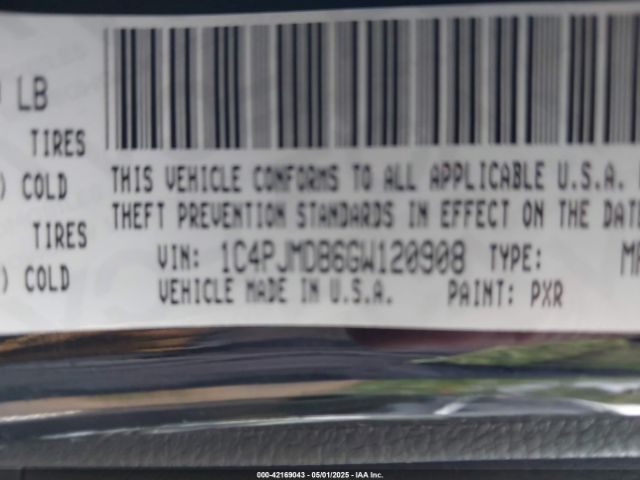 LB
TIRES
) COLD
TIRES
) COLD
THIS VEHICLE CONFORMS TO ALL APPLICABLE U.S.A.
THEFT PREVENTION STANDARDS IN EFFECT ON THE DATE
VIN: 1C4PJMDB6GW120908 TYPE:
VEHICLE MADE IN U.S.A. PAINT: PXR
000-42169043 - 05/01/2025 - IAA Inc.